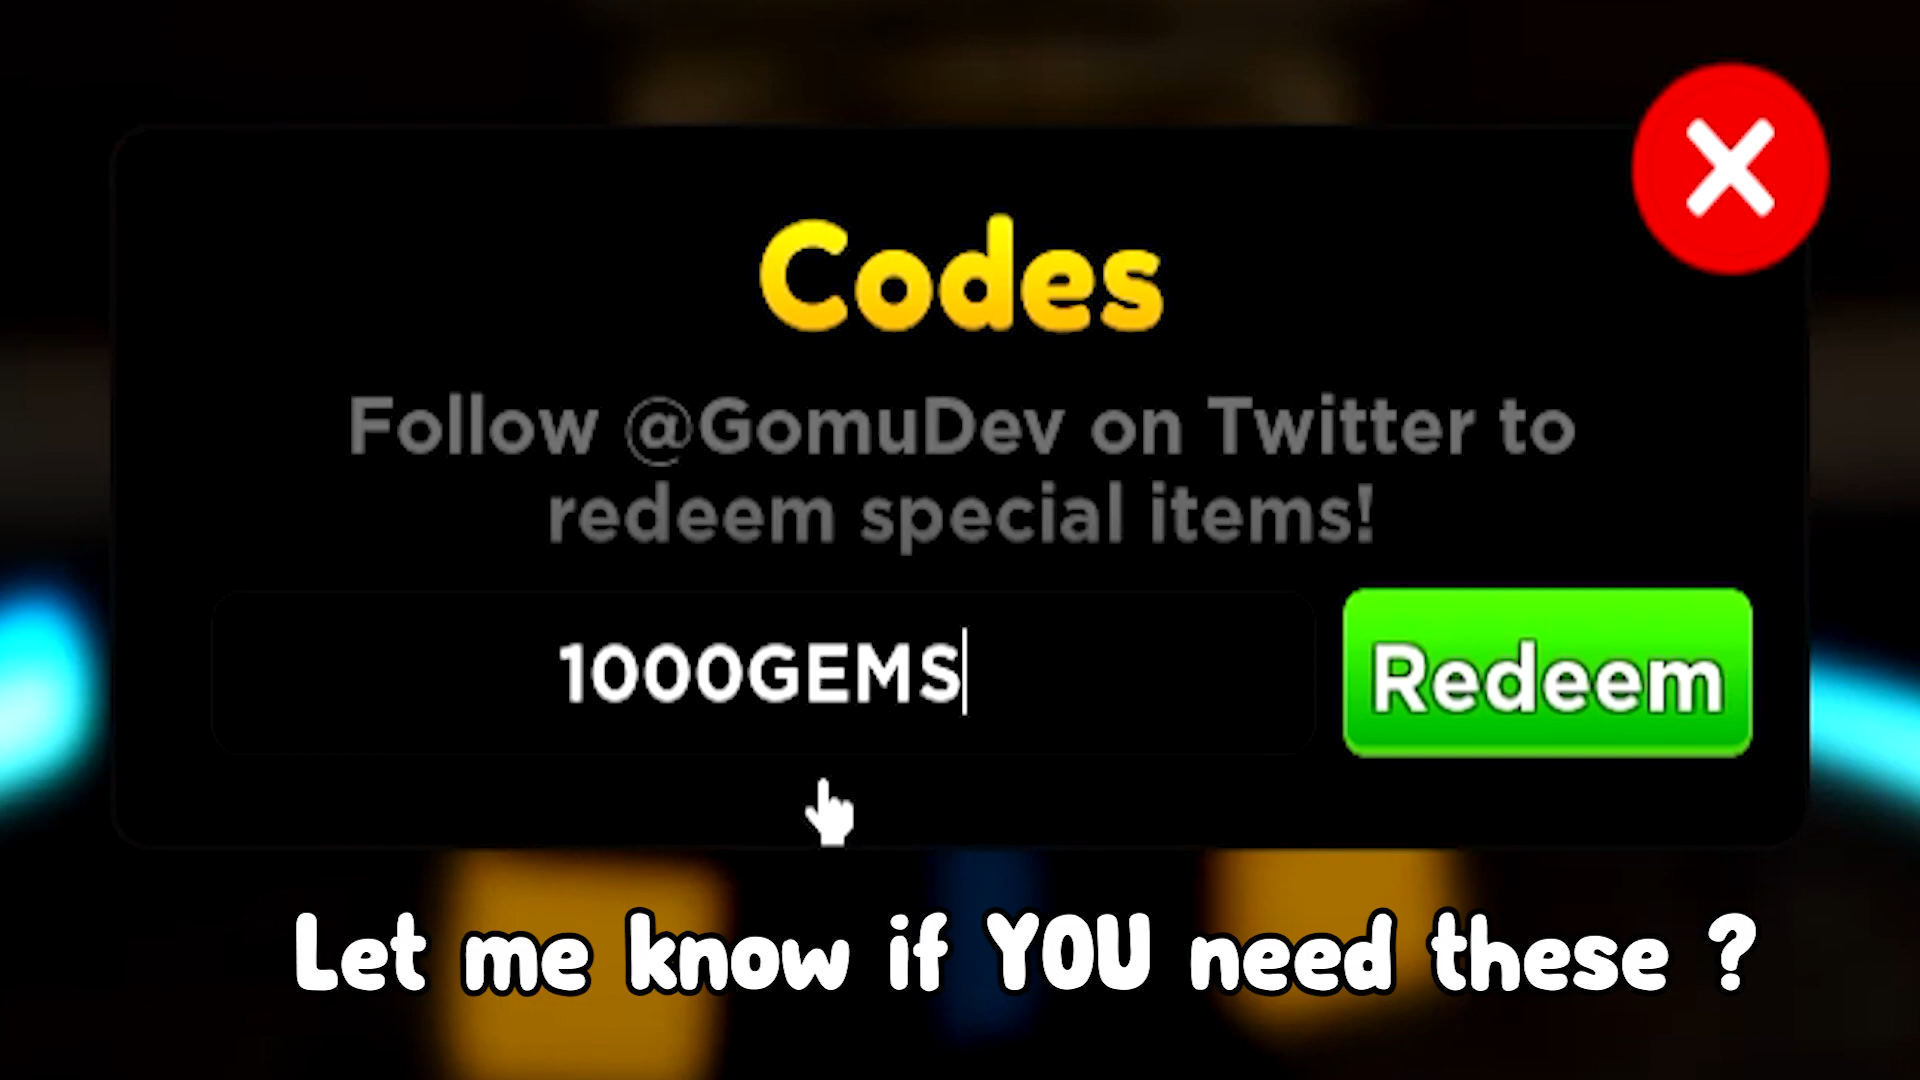 Codes
Follow @GomuDev on Twitter to
redeem special items!
1000GEMS
Redeem
Let me know if YOU need these ?